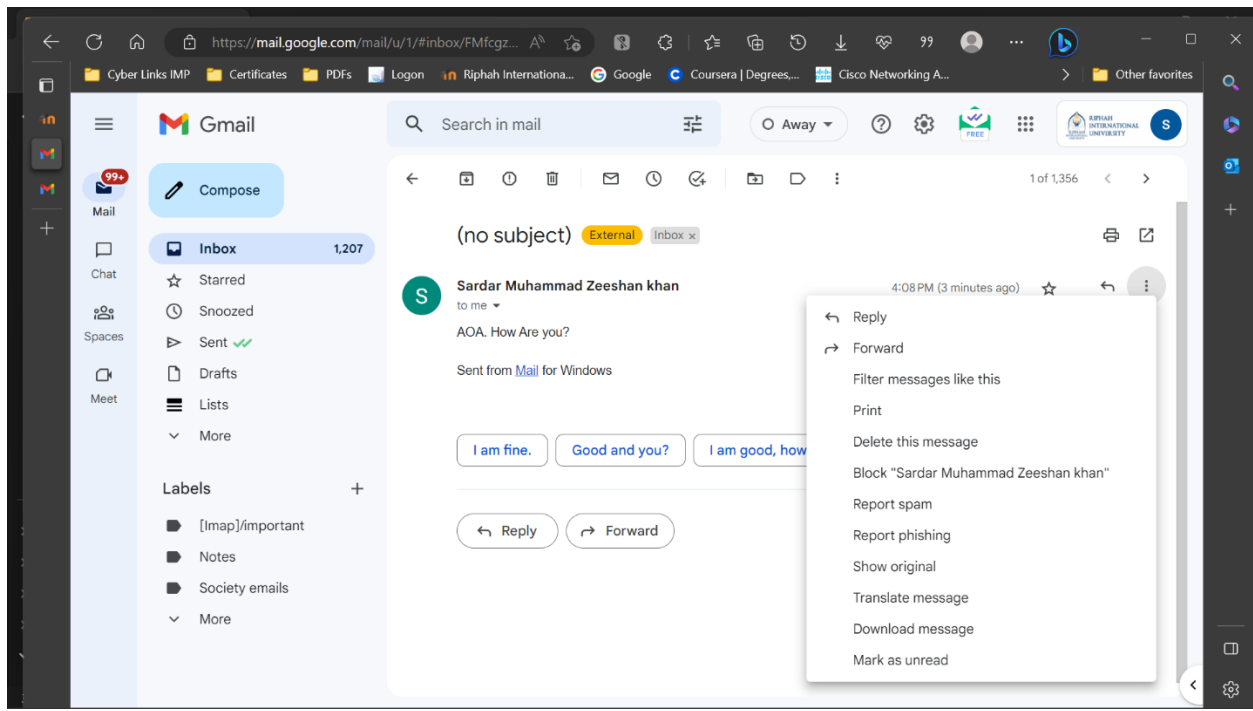 https://mail.google.com/mail/u/1/#inbox/FMfcgz...
Cyber Links IMP Certificates PDFs Logon Riphah Internationa... Google Coursera | Degrees,... Cisco Networking A... Other favorites
Gmail
Search in mail
Away
FREE
RIPHAH
INTERNATIONAL
UNIVERSITY
S
99+
Mail
Chat
Spaces
Meet
Compose
Inbox 1,207
Starred
Snoozed
Sent
Drafts
Lists
More
Labels
[Imap]/important
Notes
Society emails
More
1 of 1,356
(no subject) External Inbox x
S
Sardar Muhammad Zeeshan khan 4:08 PM (3 minutes ago)
to me
AOA. How Are you?
Sent from Mail for Windows
I am fine. Good and you? I am good, how
Reply Forward
Reply
Forward
Filter messages like this
Print
Delete this message
Block "Sardar Muhammad Zeeshan khan"
Report spam
Report phishing
Show original
Translate message
Download message
Mark as unread